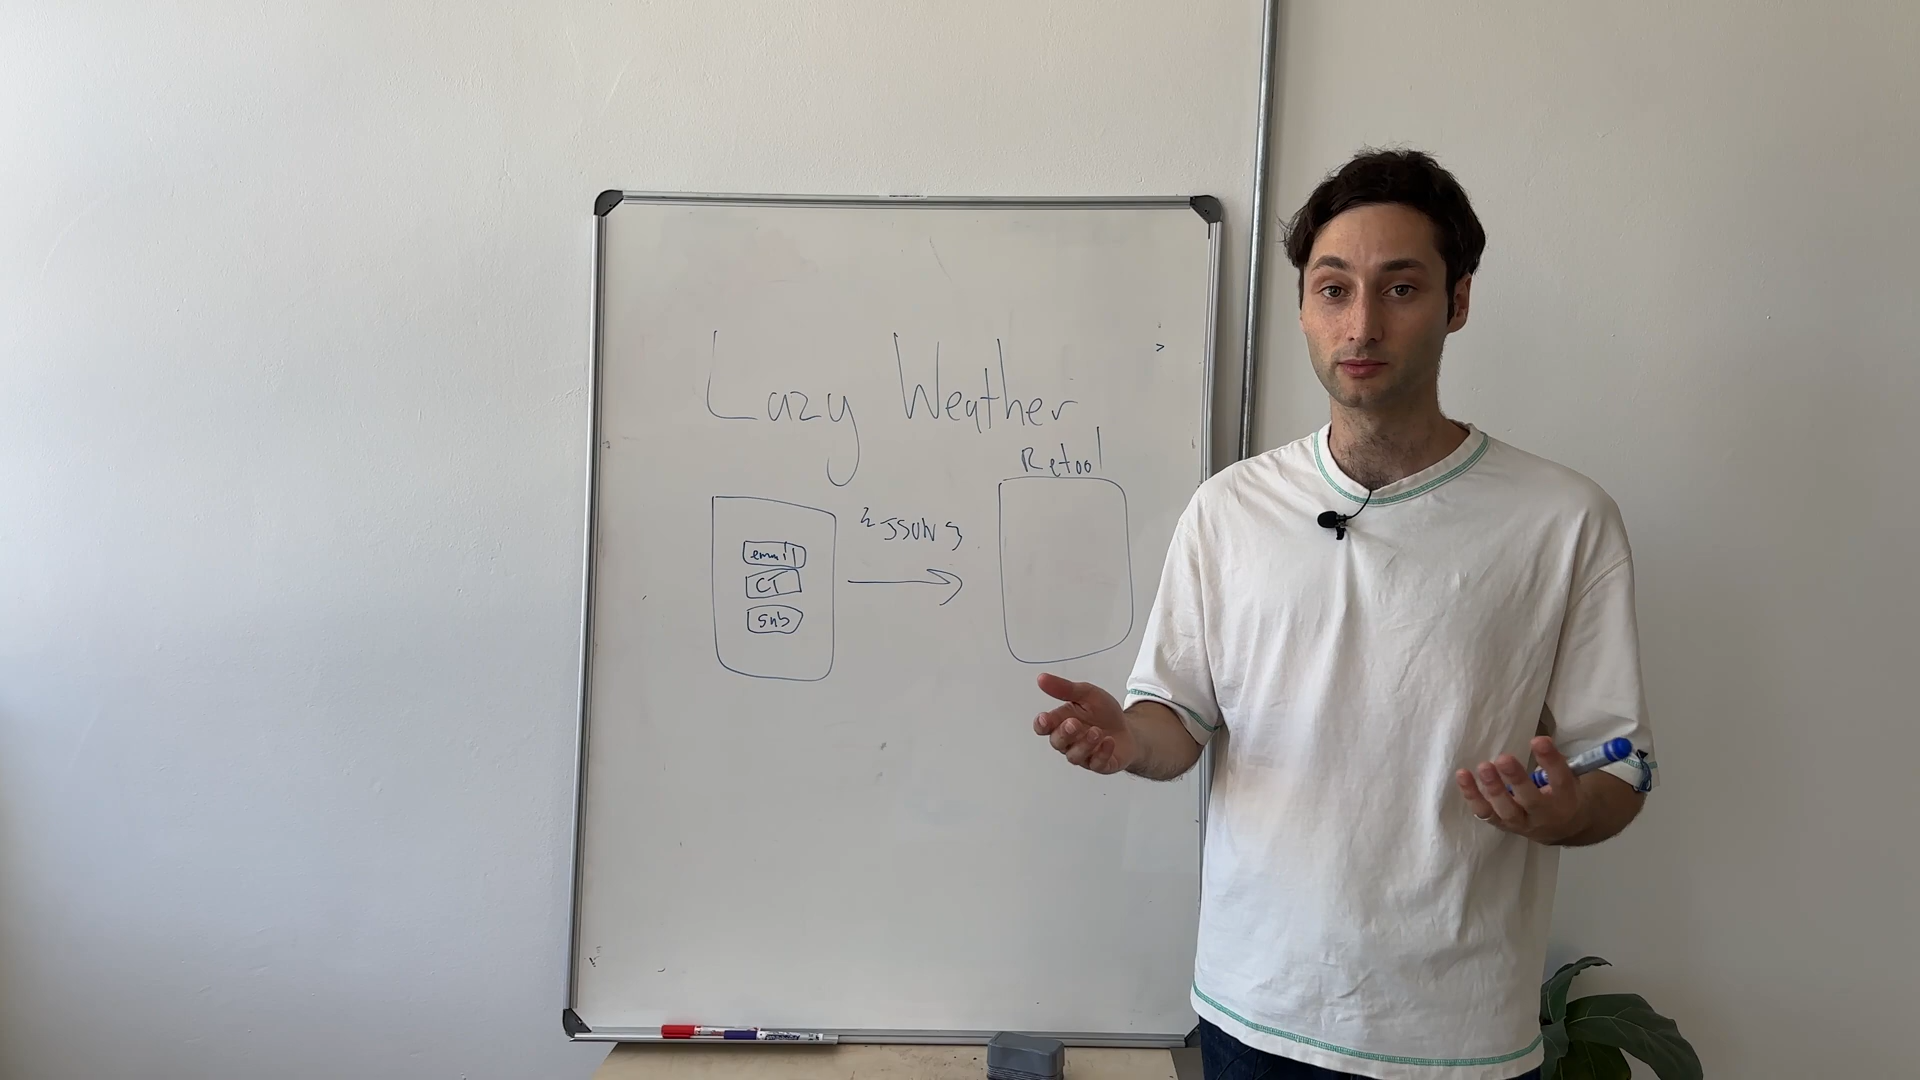 Lazy Weather
Retool
{JSON}
email
CT
sub